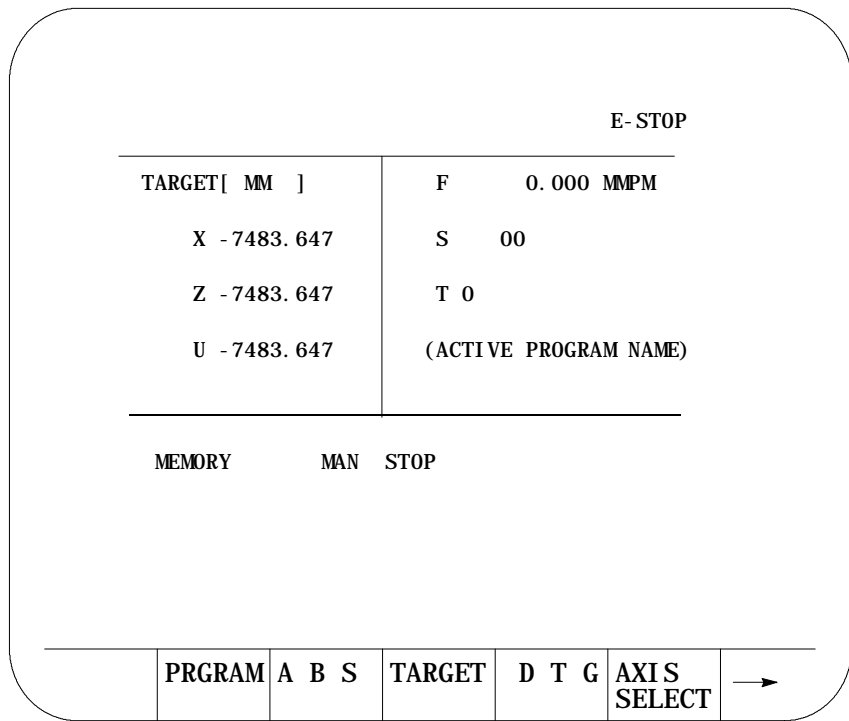 E-STOP
TARGET[ MM ] F 0.000 MMPM
X -7483.647 S 00
Z -7483.647 T 0
U -7483.647 (ACTIVE PROGRAM NAME)
MEMORY MAN STOP
PRGRAM A B S TARGET D T G AXIS
SELECT